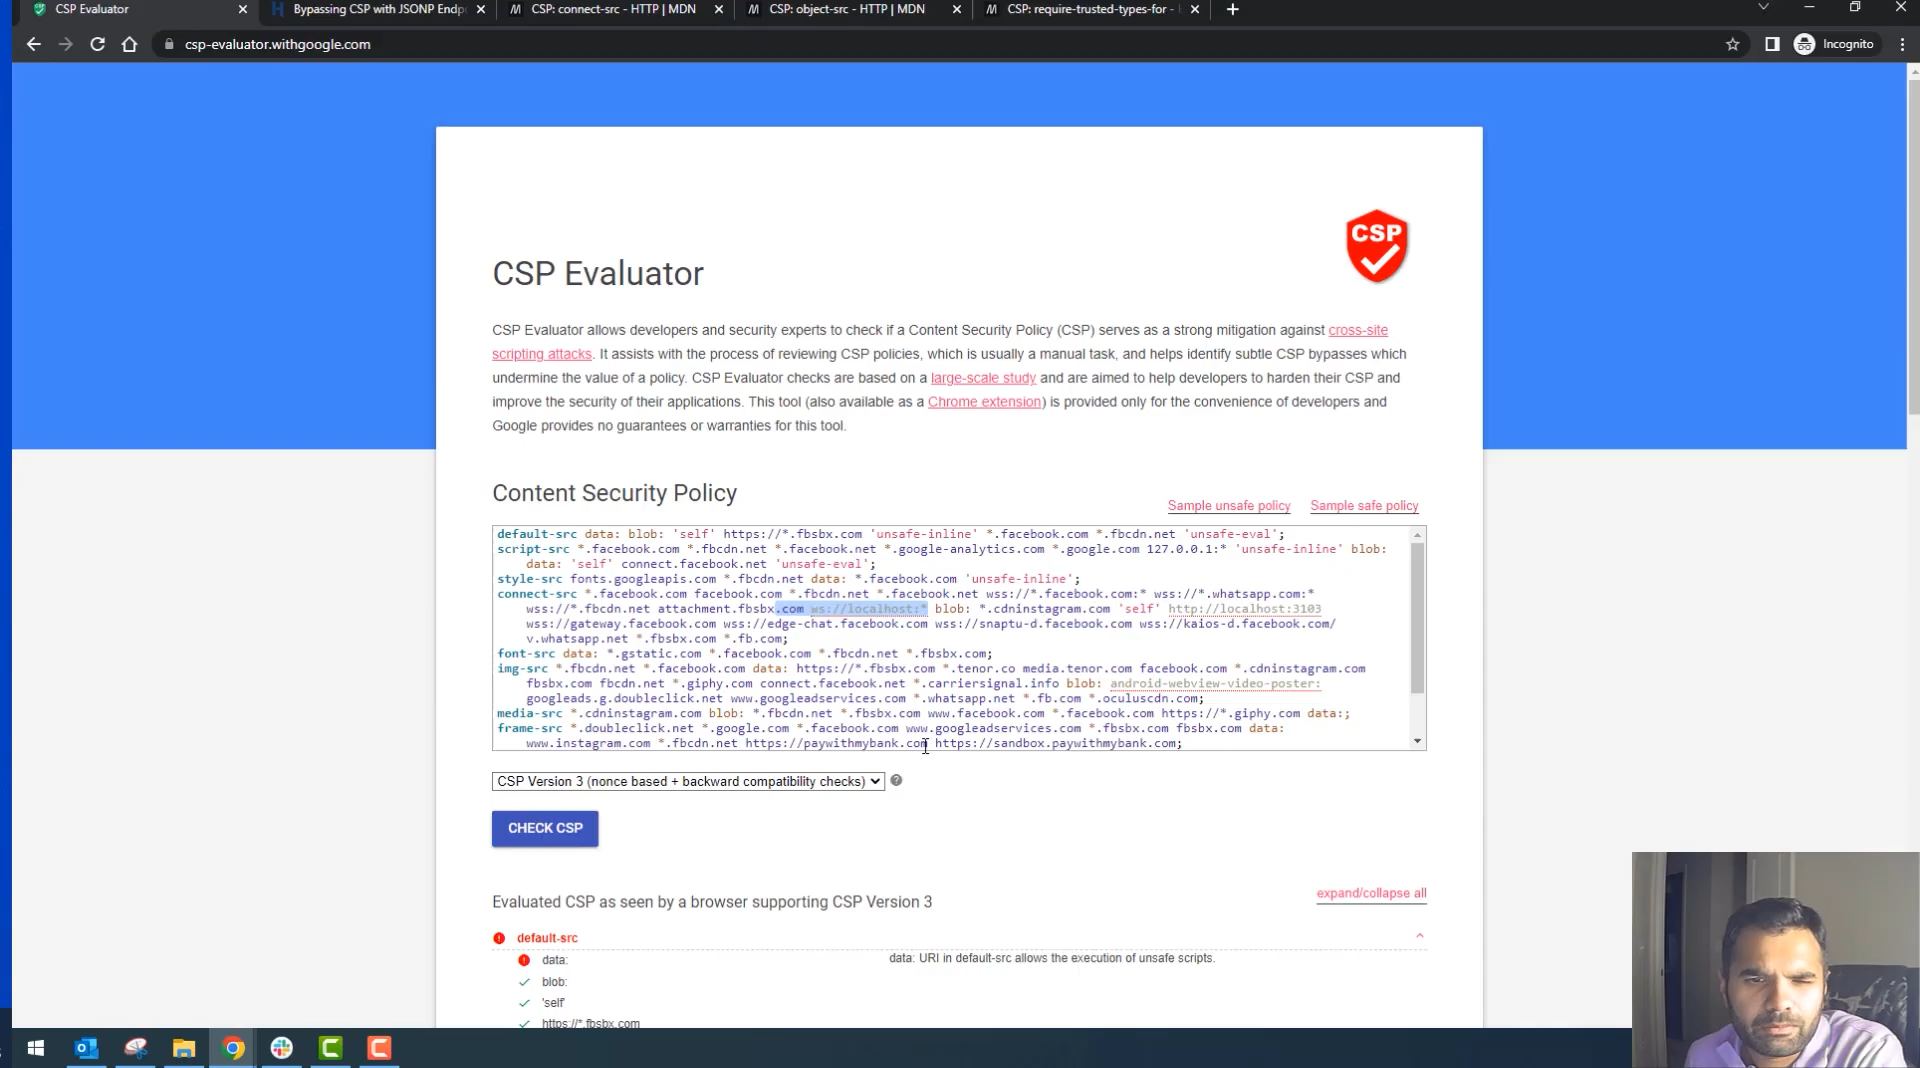 CSP Evaluator
Bypassing CSP with JSONP Endp
CSP: connect-src - HTTP | MDN
CSP: object-src - HTTP | MDN
CSP: require-trusted-types-for -
csp-evaluator.withgoogle.com
Incognito
CSP
CSP Evaluator
CSP Evaluator allows developers and security experts to check if a Content Security Policy (CSP) serves as a strong mitigation against cross-site
scripting attacks. It assists with the process of reviewing CSP policies, which is usually a manual task, and helps identify subtle CSP bypasses which
undermine the value of a policy. CSP Evaluator checks are based on a large-scale study and are aimed to help developers to harden their CSP and
improve the security of their applications. This tool (also available as a Chrome extension) is provided only for the convenience of developers and
Google provides no guarantees or warranties for this tool.
Content Security Policy
Sample unsafe policy
Sample safe policy
default-src data: blob: 'self' https://*.fbsbx.com 'unsafe-inline' *.facebook.com *.fbcdn.net 'unsafe-eval';
script-src *.facebook.com *.fbcdn.net *.facebook.net *.google-analytics.com *.google.com 127.0.0.1:* 'unsafe-inline' blob:
data: 'self' connect.facebook.net 'unsafe-eval';
style-src fonts.googleapis.com *.fbcdn.net data: *.facebook.com 'unsafe-inline';
connect-src *.facebook.com facebook.com *.fbcdn.net *.facebook.net wss://*.facebook.com:* wss://*.whatsapp.com:*
wss://*.fbcdn.net attachment.fbsbx.com ws://localhost:* blob: *.cdninstagram.com 'self' http://localhost:3103
wss://gateway.facebook.com wss://edge-chat.facebook.com wss://snaptu-d.facebook.com wss://kaios-d.facebook.com/
v.whatsapp.net *.fbsbx.com *.fb.com;
font-src data: *.gstatic.com *.facebook.com *.fbcdn.net *.fbsbx.com;
img-src *.fbcdn.net *.facebook.com data: https://*.fbsbx.com *.tenor.co media.tenor.com facebook.com *.cdninstagram.com
fbsbx.com fbcdn.net *.giphy.com connect.facebook.net *.carriersignal.info blob: android-webview-video-poster:
googleads.g.doubleclick.net www.googleadservices.com *.whatsapp.net *.fb.com *.oculuscdn.com;
media-src *.cdninstagram.com blob: *.fbcdn.net *.fbsbx.com www.facebook.com *.facebook.com https://*.giphy.com data:;
frame-src *.doubleclick.net *.google.com *.facebook.com www.googleadservices.com *.fbsbx.com fbsbx.com data:
www.instagram.com *.fbcdn.net https://paywithmybank.com https://sandbox.paywithmybank.com;
CSP Version 3 (nonce based + backward compatibility checks)
CHECK CSP
Evaluated CSP as seen by a browser supporting CSP Version 3
expand/collapse all
default-src
data:
data: URI in default-src allows the execution of unsafe scripts.
blob:
'self'
https://*.fbsbx.com